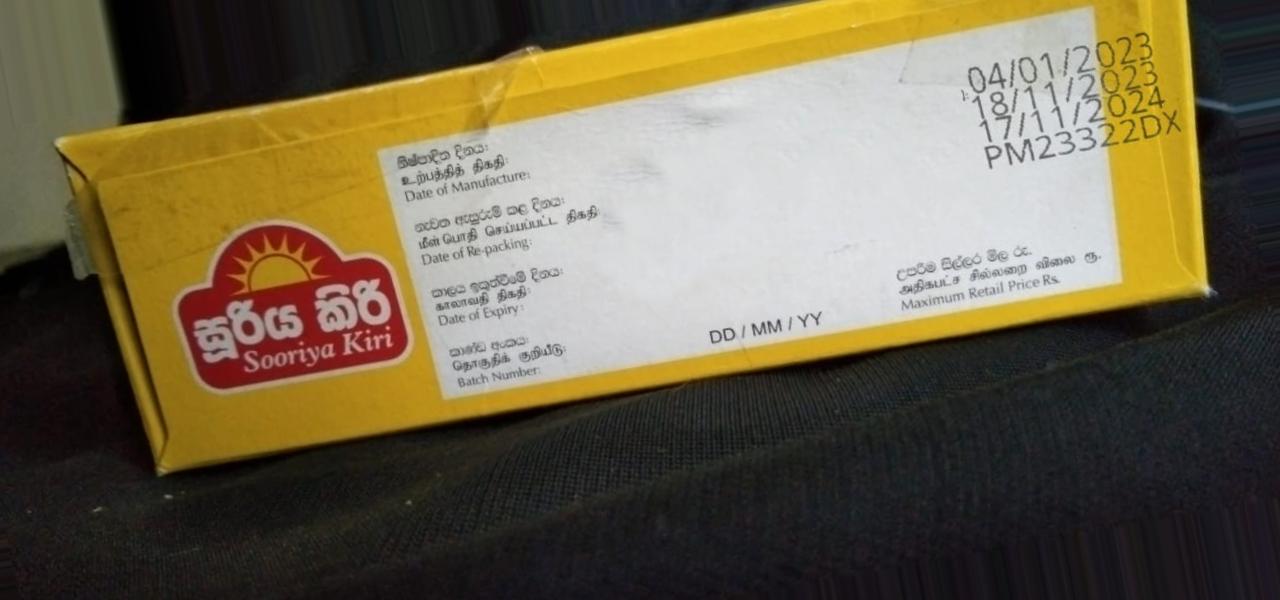 සූරිය කිරි
Sooriya Kiri
නිෂ්පාදිත දිනය:
உற்பத்தித் திகதி:
Date of Manufacture:
නැවත ඇසුරුම් කළ දිනය:
மீள் பொதி செய்யப்பட்ட திகதி:
Date of Re-packing:
කාලය ඉකුත්වීමේ දිනය:
காலாவதி திகதி:
Date of Expiry:
කාණ්ඩ අංකය:
தொகுதிக் குறியீடு:
Batch Number:
DD / MM / YY
04/01/2023
18/11/2023
17/11/2024
PM23322DX
උපරිම සිල්ලර මිල රු.
அதிகபட்ச சில்லறை விலை ரூ.
Maximum Retail Price Rs.